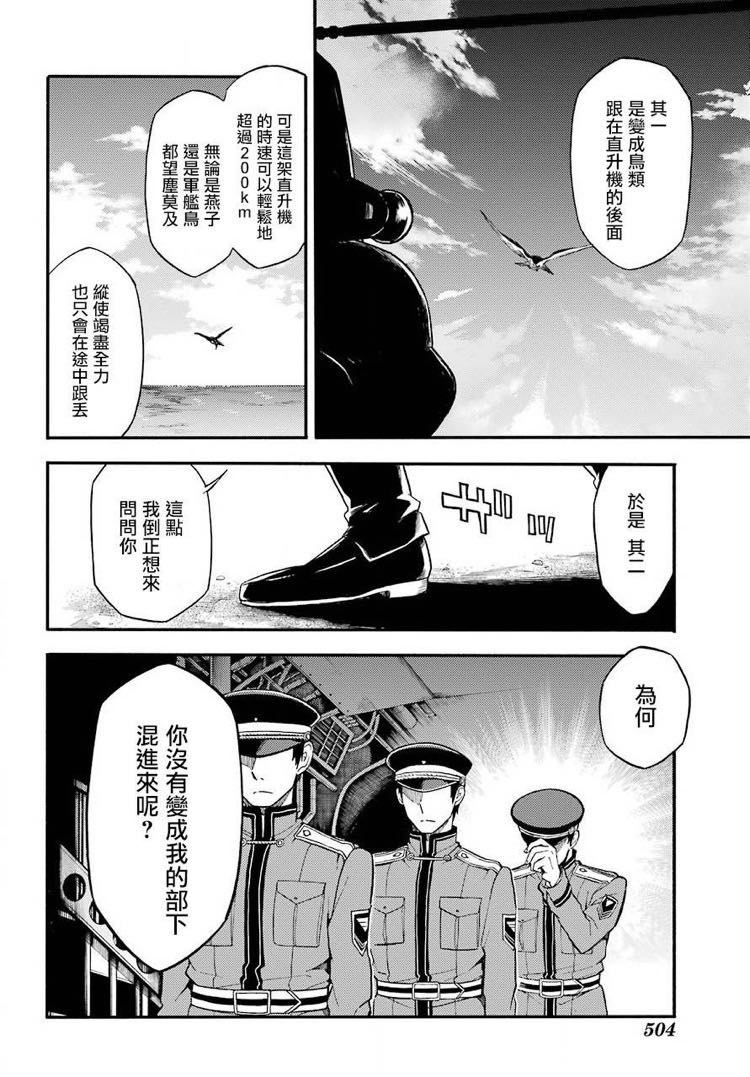 其一
是變成鳥類
跟在直升機的後面
可是這架直升機
的時速可以輕鬆地
超過200km
無論是燕子
還是軍艦鳥
都望塵莫及
縱使竭盡全力
也只會在途中跟丟
於是 其二
ギュッ
這點
我倒正想來
問問你
為何
你沒有變成我的部下
混進來呢？
504